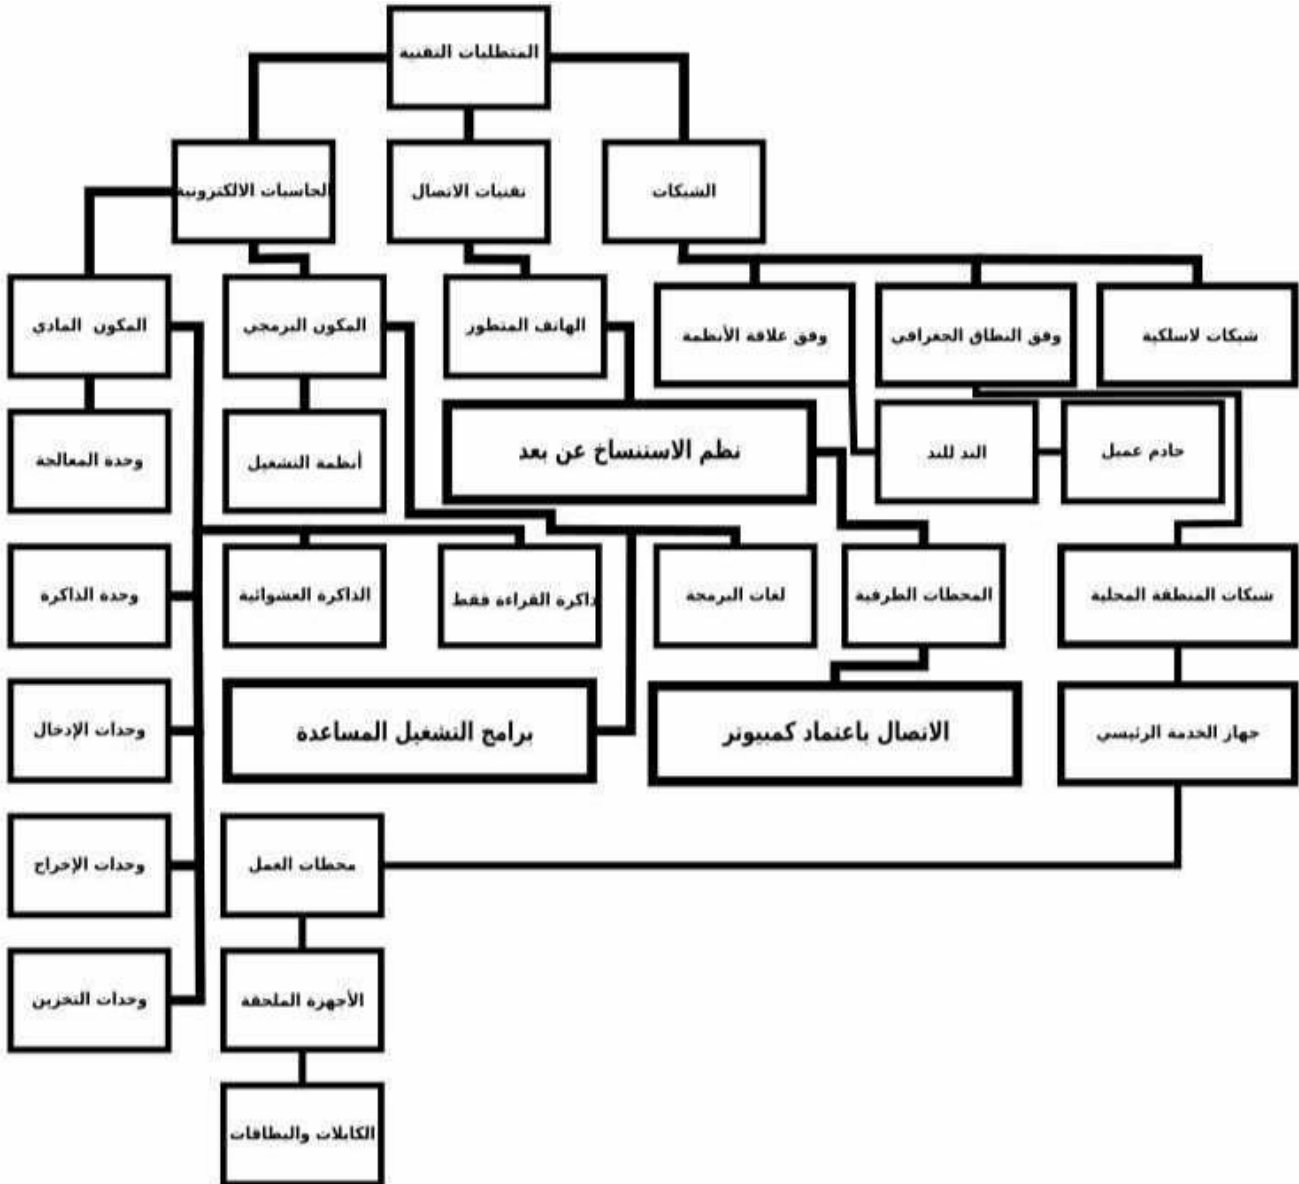 المتطلبات التقنية
الشبكات
تقنيات الاتصال
الحاسبات الالكترونية
شبكات لاسلكية
وفق النطاق الجغرافي
وفق علاقة الأنظمة
الهاتف المتطور
المكون البرمجي
المكون المادي
خادم عميل
الند للند
نظم الاستنساخ عن بعد
أنظمة التشغيل
وحدة المعالجة
شبكات المنطقة المحلية
المحطات الطرفية
لغات البرمجة
ذاكرة القراءة فقط
الذاكرة العشوائية
وحدة الذاكرة
جهاز الخدمة الرئيسي
الاتصال باعتماد كمبيوتر
برامج التشغيل المساعدة
وحدات الإدخال
محطات العمل
وحدات الإخراج
الأجهزة الملحقة
وحدات التخزين
الكابلات والبطاقات